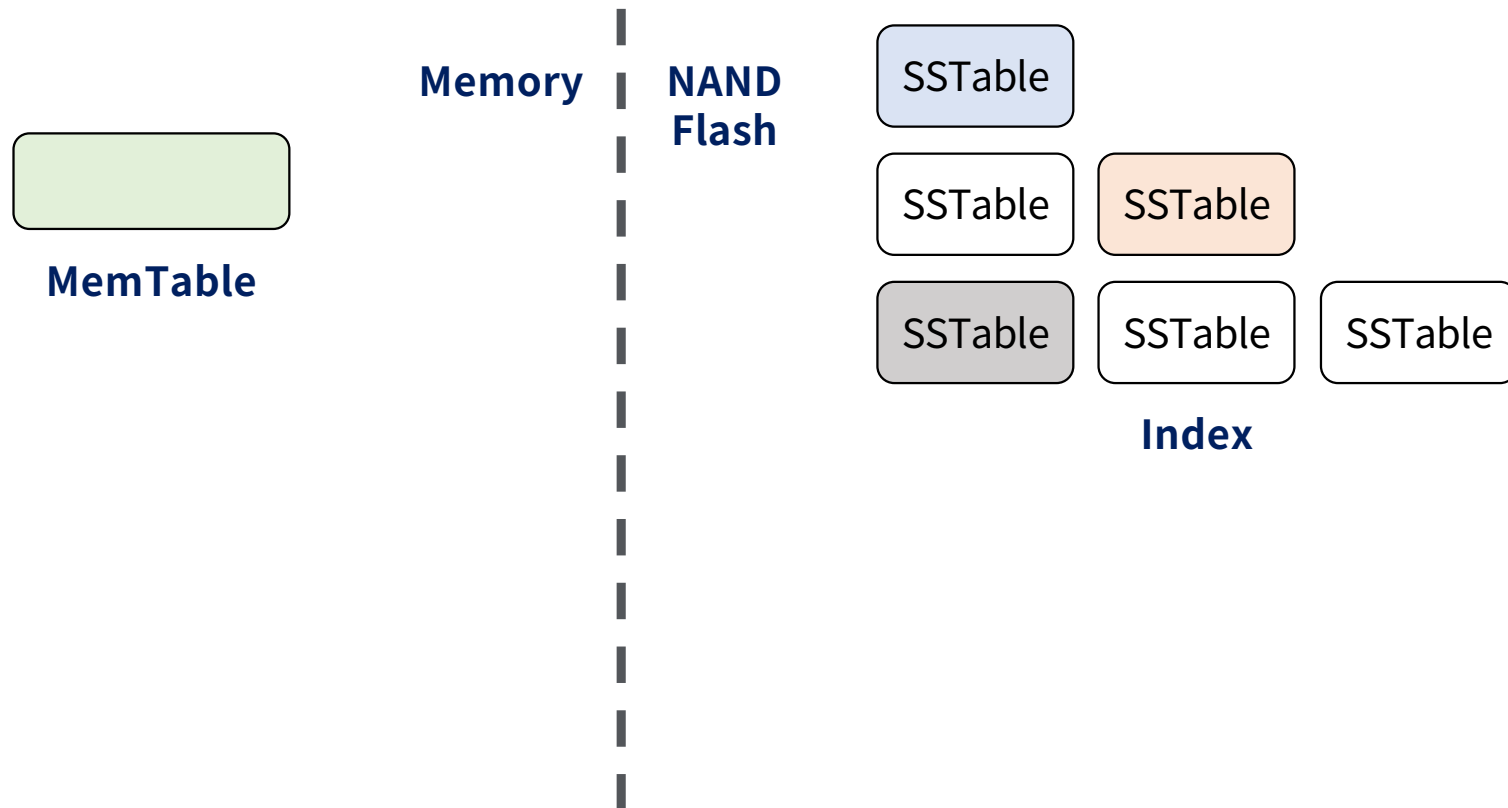 Memory
NAND
Flash
MemTable
SSTable
SSTable SSTable
SSTable SSTable SSTable
Index